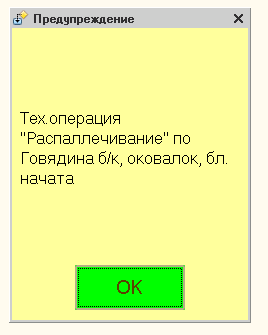 Предупреждение
Тех.операция
"Распаллечивание" по
Говядина б/к, оковалок, бл.
начата
OK